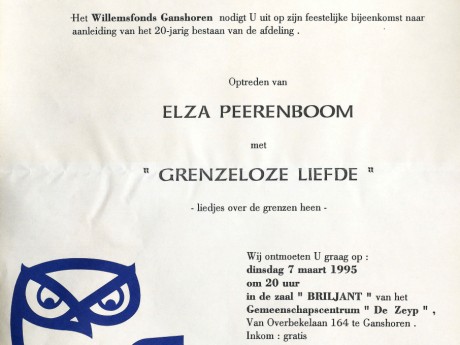 Het Willemsfonds Ganshoren nodigt U uit op zijn feestelijke bijeenkomst naar
aanleiding van het 20-jarig bestaan van de afdeling .
Optreden van
ELZA PEERENBOOM
met
" GRENZELOZE LIEFDE "
- liedjes over de grenzen heen -
Wij ontmoeten U graag op :
dinsdag 7 maart 1995
om 20 uur
in de zaal " BRILJANT " van het
Gemeenschapscentrum " De Zeyp " ,
Van Overbekelaan 164 te Ganshoren .
Inkom : gratis